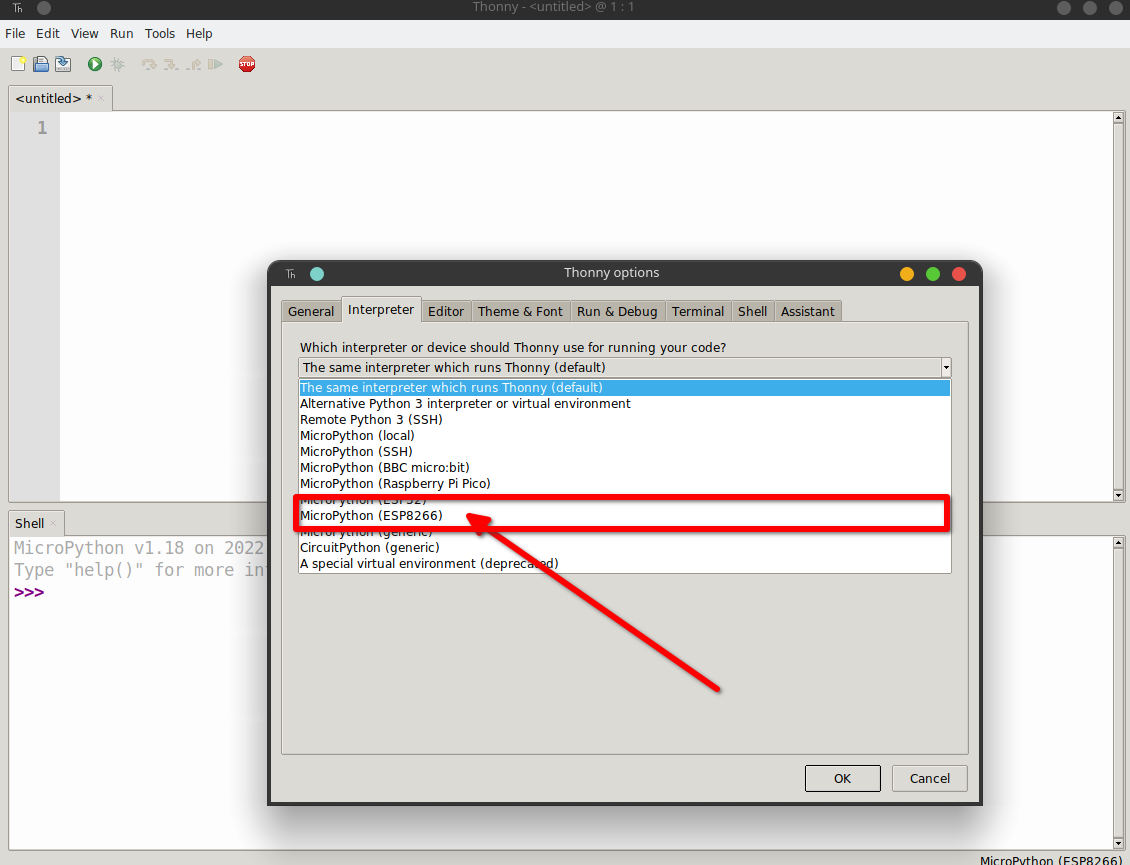 Th
Thonny - <untitled> @ 1 : 1
File Edit View Run Tools Help
STOP
<untitled> *
1
Th
Thonny options
General Interpreter Editor Theme & Font Run & Debug Terminal Shell Assistant
Which interpreter or device should Thonny use for running your code?
The same interpreter which runs Thonny (default)
The same interpreter which runs Thonny (default)
Alternative Python 3 interpreter or virtual environment
Remote Python 3 (SSH)
MicroPython (local)
MicroPython (SSH)
MicroPython (BBC micro:bit)
MicroPython (Raspberry Pi Pico)
MicroPython (ESP32)
MicroPython (ESP8266)
MicroPython (generic)
CircuitPython (generic)
A special virtual environment (deprecated)
Shell
MicroPython v1.18 on 2022
Type "help()" for more
>>>
OK Cancel
MicroPython (ESP8266)